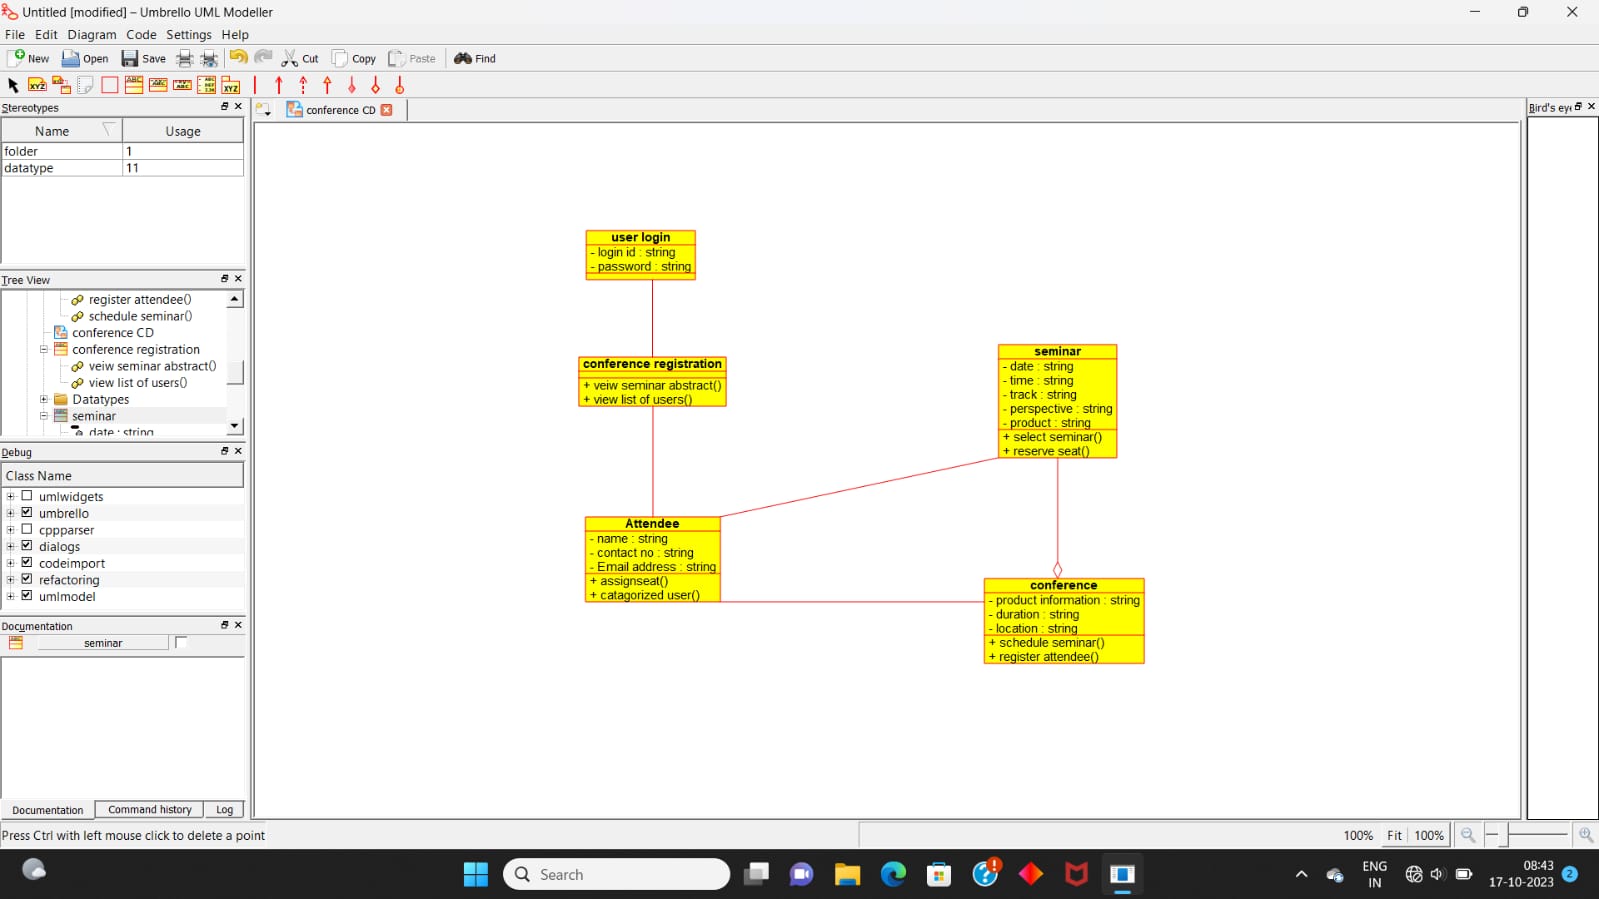 Untitled [modified] – Umbrello UML Modeller
File Edit Diagram Code Settings Help
New Open Save Cut Copy Paste Find
Stereotypes
Name Usage
folder 1
datatype 11
Tree View
register attendee()
schedule seminar()
conference CD
conference registration
veiw seminar abstract()
view list of users()
Datatypes
seminar
date : string
Debug
Class Name
umlwidgets
umbrello
cppparser
dialogs
codeimport
refactoring
umlmodel
Documentation
seminar
Documentation Command history Log
conference CD
user login
- login id : string
- password : string
conference registration
+ veiw seminar abstract()
+ view list of users()
Attendee
- name : string
- contact no : string
- Email address : string
+ assignseat()
+ catagorized user()
seminar
- date : string
- time : string
- track : string
- perspective : string
- product : string
+ select seminar()
+ reserve seat()
conference
- product information : string
- duration : string
- location : string
+ schedule seminar()
+ register attendee()
Bird's eye
Press Ctrl with left mouse click to delete a point
100% Fit 100%
Search
ENG
IN
08:43
17-10-2023
2